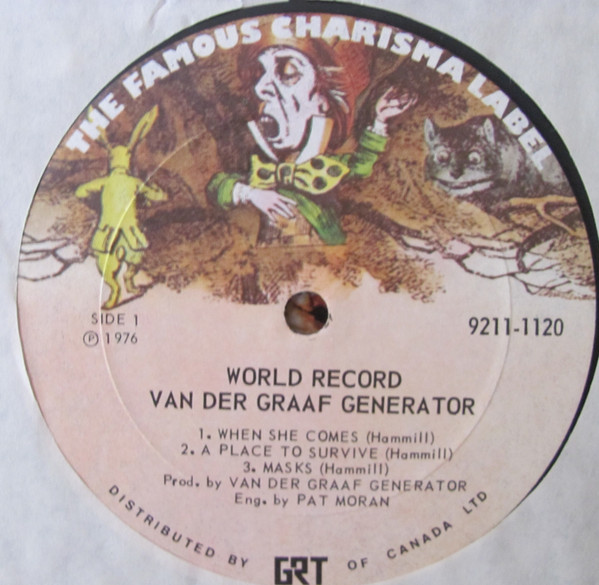 THE FAMOUS CHARISMA LABEL
SIDE 1
Ⓟ 1976
9211-1120
WORLD RECORD
VAN DER GRAAF GENERATOR
1. WHEN SHE COMES (Hammill)
2. A PLACE TO SURVIVE (Hammill)
3. MASKS (Hammill)
Prod. by VAN DER GRAAF GENERATOR
Eng. by PAT MORAN
DISTRIBUTED BY GRT OF CANADA LTD